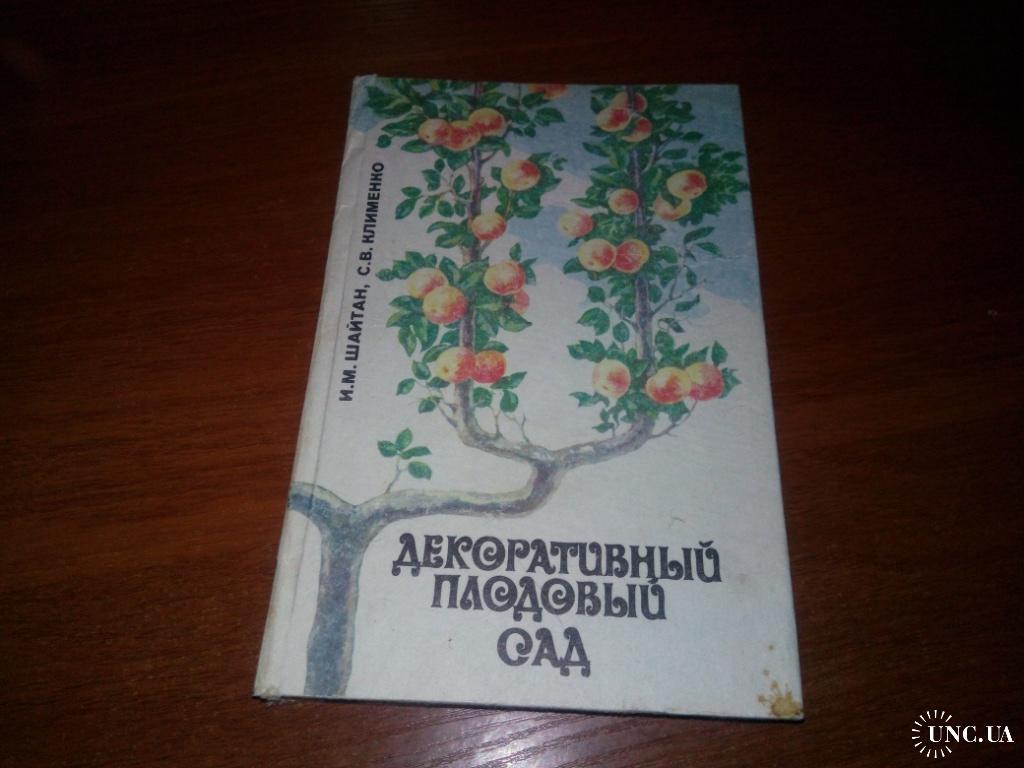 И.М. ШАЙТАН, С.В. КЛИМЕНКО
ДЕКОРАТИВНЫЙ
ПЛОДОВЫЙ
САД
UNC.UA